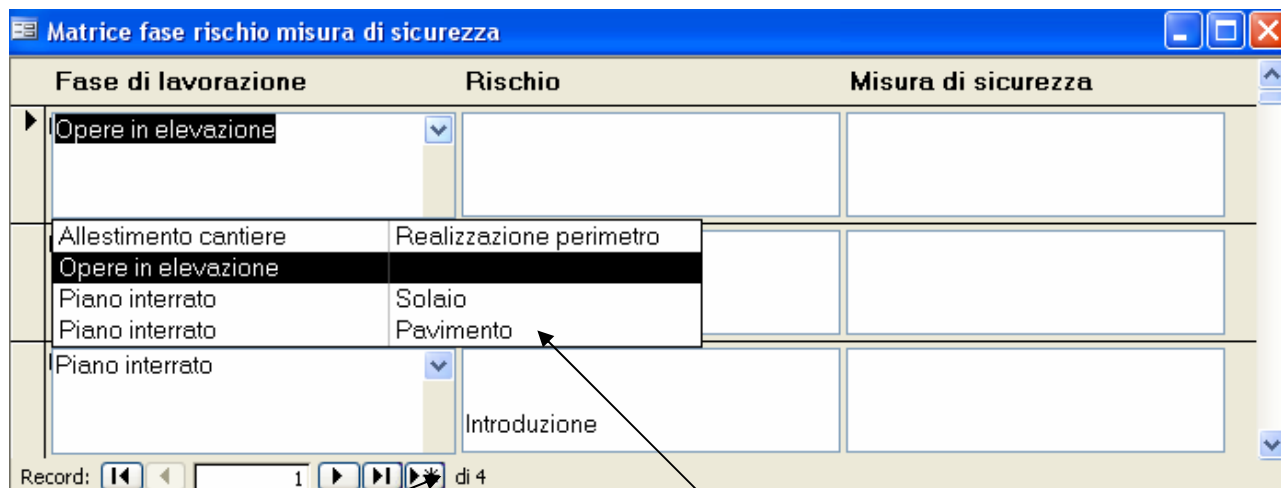 Matrice fase rischio misura di sicurezza
Fase di lavorazione Rischio Misura di sicurezza
Opere in elevazione
Allestimento cantiere Realizzazione perimetro
Opere in elevazione
Piano interrato Solaio
Piano interrato Pavimento
Piano interrato
Introduzione
Record: 1 di 4